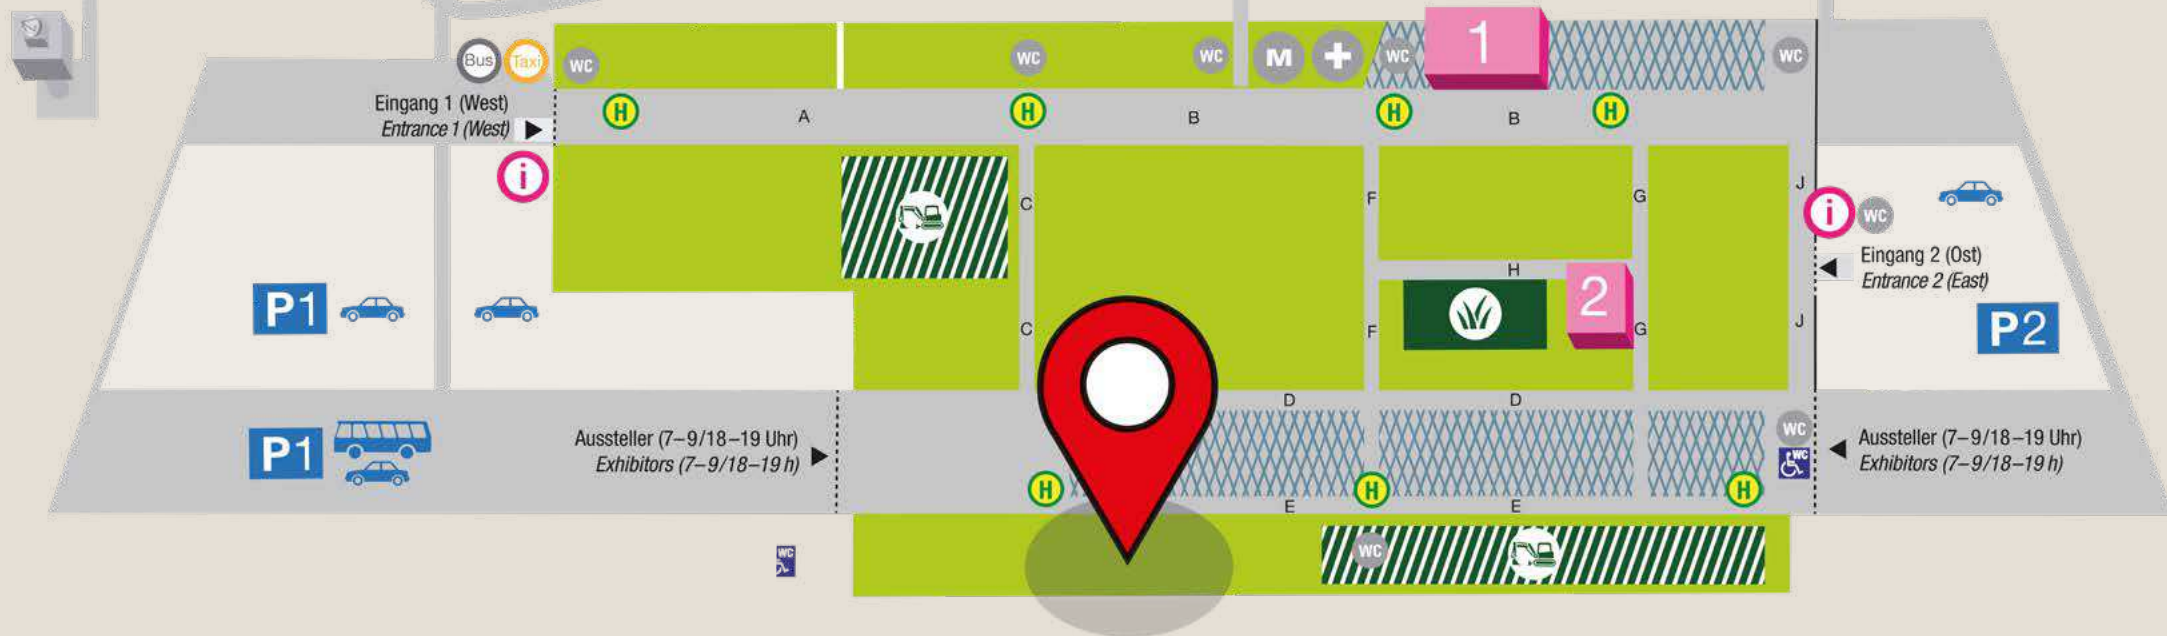 Bus
Taxi
WC
WC
WC
M
WC
1
WC
Eingang 1 (West)
Entrance 1 (West)
H
H
H
H
A
B
B
i
C
F
G
J
i
WC
Eingang 2 (Ost)
Entrance 2 (East)
H
2
P1
C
F
G
J
P2
D
D
P1
Aussteller (7–9/18–19 Uhr)
Exhibitors (7–9/18–19 h)
WC
WC
Aussteller (7–9/18–19 Uhr)
Exhibitors (7–9/18–19 h)
H
H
H
E
E
WC
WC